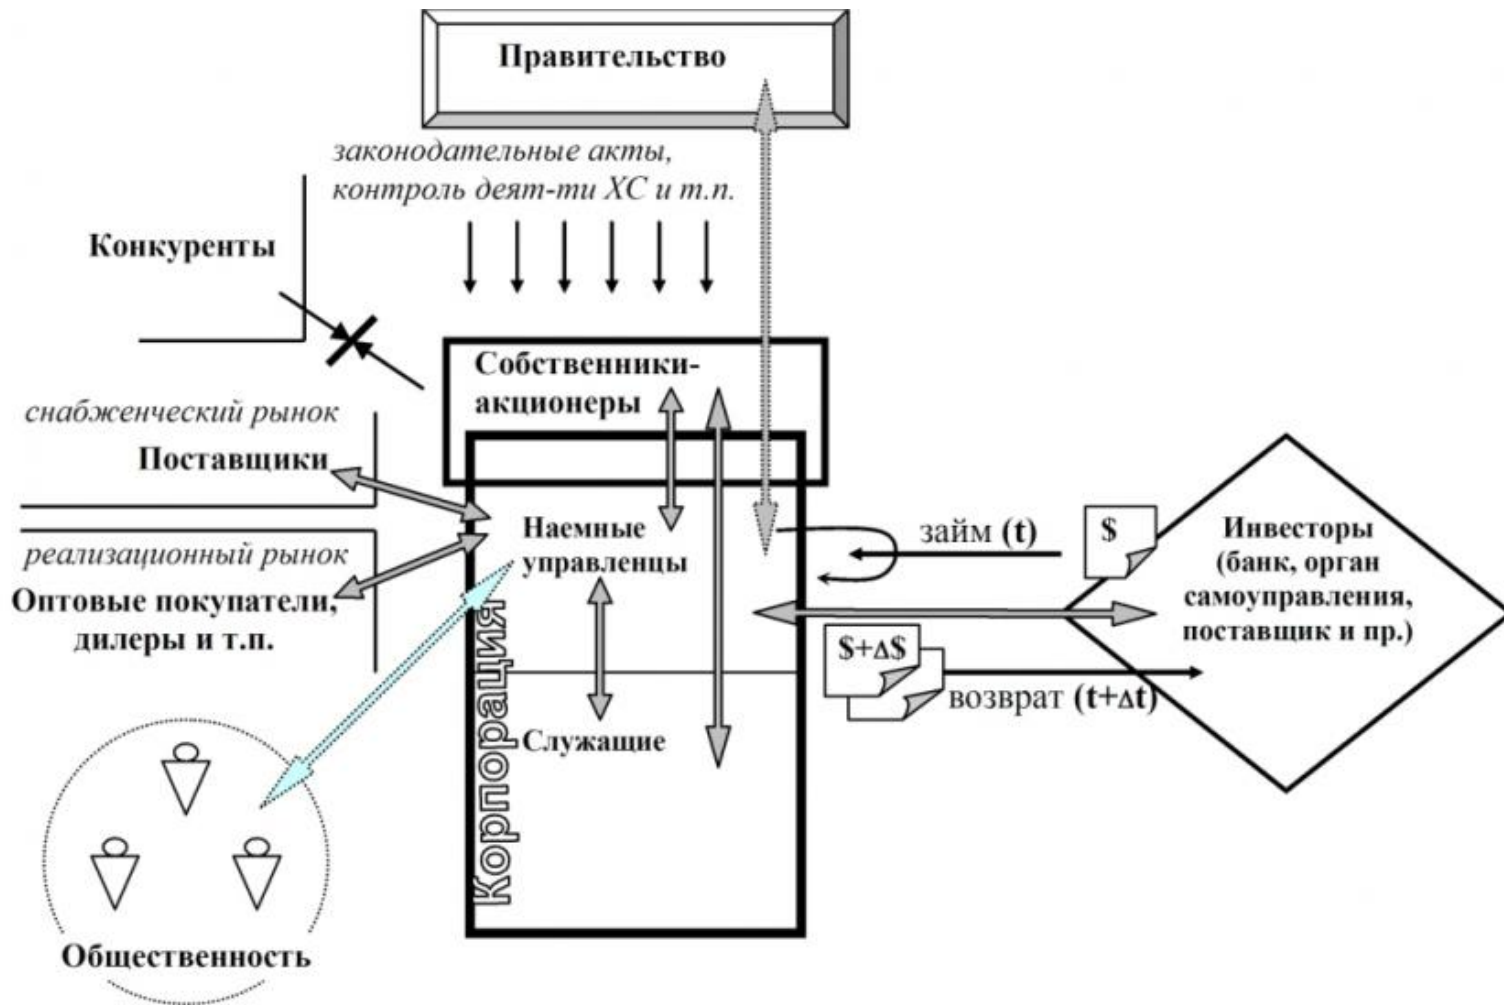 Правительство
законодательные акты,
контроль деят-ти ХС и т.п.
Конкуренты
Собственники-
акционеры
снабженческий рынок
Поставщики
реализационный рынок
Оптовые покупатели,
дилеры и т.п.
Наемные
управленцы
Служащие
Корпорация
займ (t)
$
Инвесторы
(банк, орган
самоуправления,
поставщик и пр.)
$+Δ$
возврат (t+Δt)
Общественность